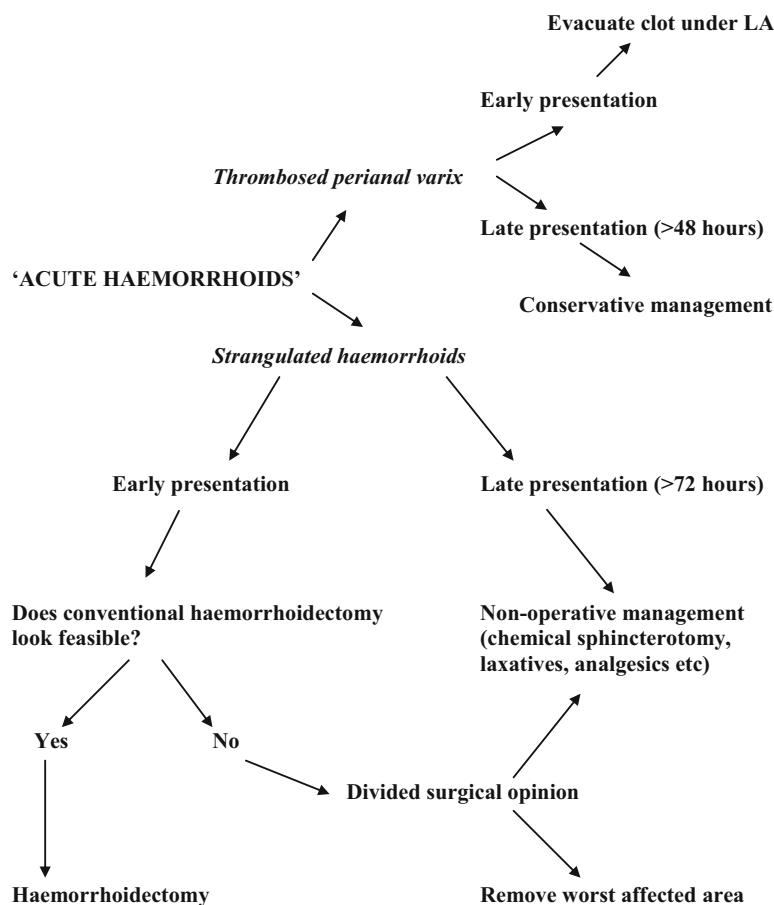 Evacuate clot under LA
Early presentation
Thrombosed perianal varix
Late presentation (>48 hours)
‘ACUTE HAEMORRHOIDS’
Conservative management
Strangulated haemorrhoids
Early presentation
Late presentation (>72 hours)
Does conventional haemorrhoidectomy
look feasible?
Non-operative management
(chemical sphincterotomy,
laxatives, analgesics etc)
Yes
No
Divided surgical opinion
Haemorrhoidectomy
Remove worst affected area